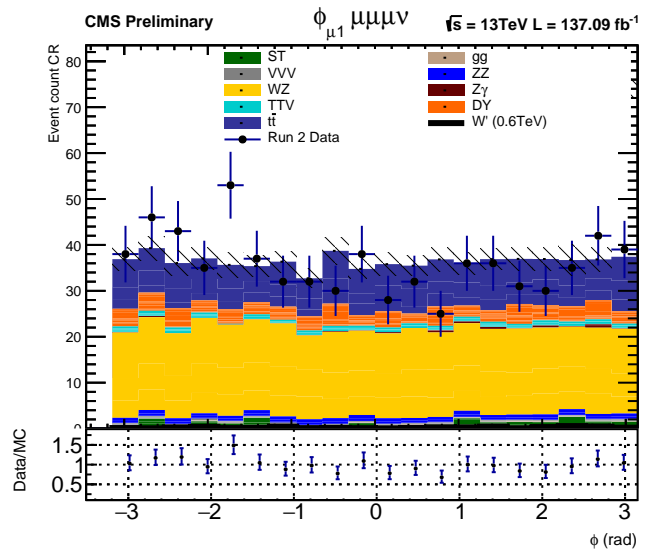 CMS Preliminary
ϕμ1 μμμν
√s = 13TeV L = 137.09 fb-1
Event count CR
80
70
60
50
40
30
20
10
0
ST
VVV
WZ
TTV
tt̄
Run 2 Data
gg
ZZ
Zγ
DY
W' (0.6TeV)
Data/MC
1.5
1
0.5
−3 −2 −1 0 1 2 3
ϕ (rad)